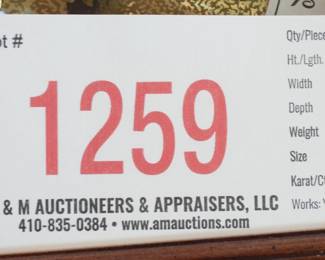 ot #
Qty/Piece
Ht./Lgth.
Width
1259
Depth
Weight
Size
Karat/C
& M AUCTIONEERS & APPRAISERS, LLC
Works:
410-835-0384 • www.amauctions.com